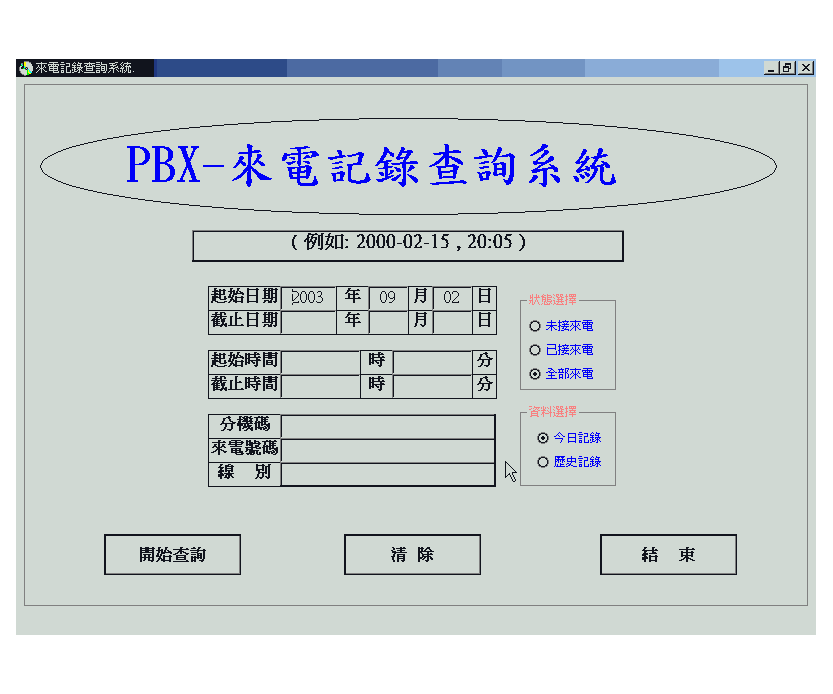 來電記錄查詢系統.
PBX-來電記錄查詢系統
( 例如: 2000-02-15 , 20:05 )
起始日期 2003 年 09 月 02 日
截止日期 年 月 日
起始時間 時 分
截止時間 時 分
分機碼
來電號碼
線 別
狀態選擇
未接來電
已接來電
全部來電
資料選擇
今日記錄
歷史記錄
開始查詢
清 除
結 束